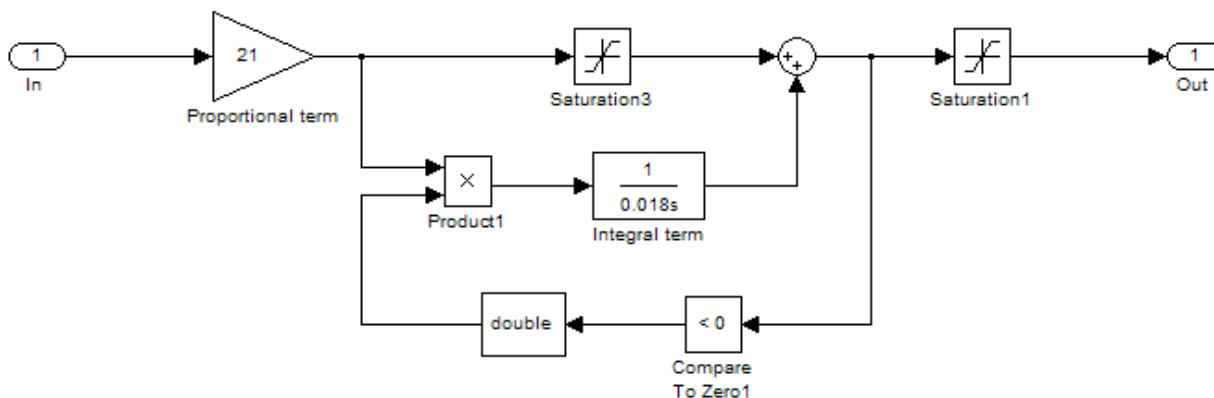 1
In
21
Proportional term
Saturation3
+
+
Saturation1
1
Out
×
Product1
1
0.018s
Integral term
double
< 0
Compare
To Zero1